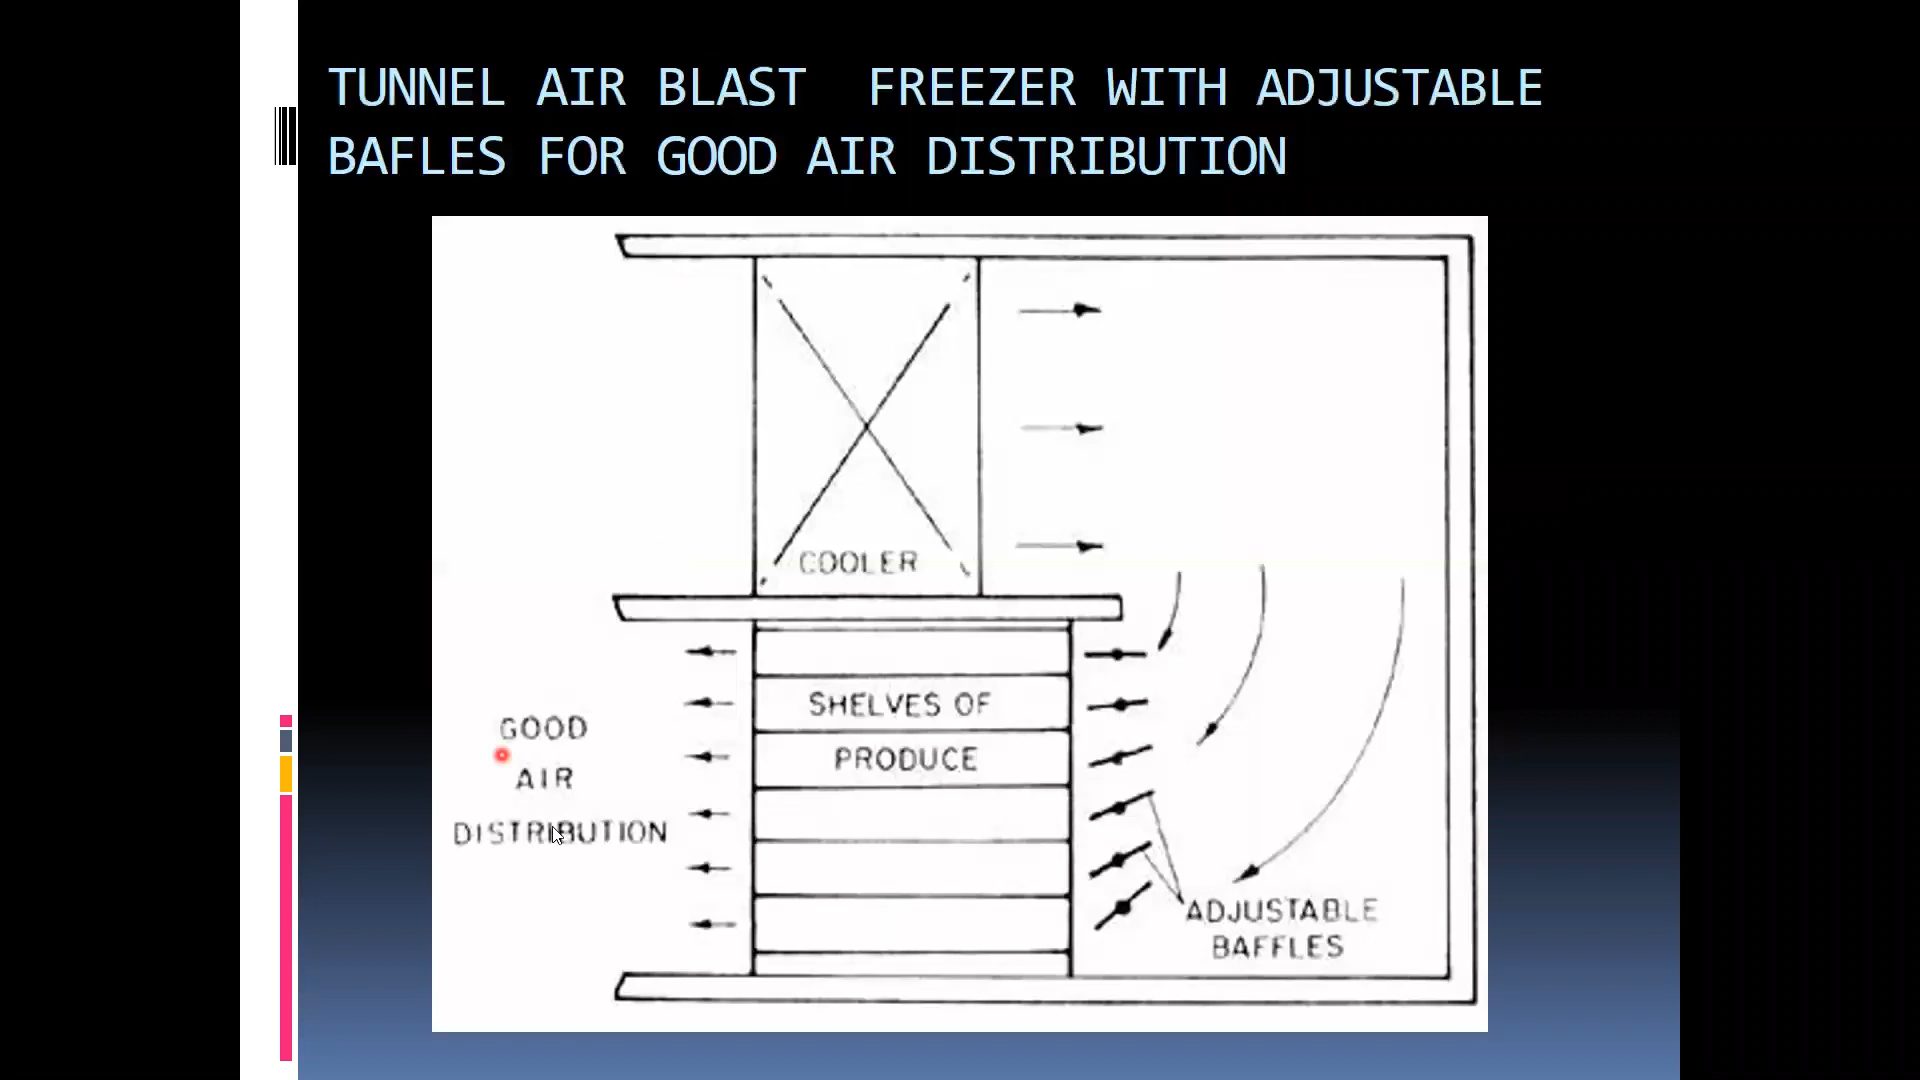 TUNNEL AIR BLAST FREEZER WITH ADJUSTABLE
BAFLES FOR GOOD AIR DISTRIBUTION
COOLER
SHELVES OF
PRODUCE
GOOD
AIR
DISTRIBUTION
ADJUSTABLE
BAFFLES